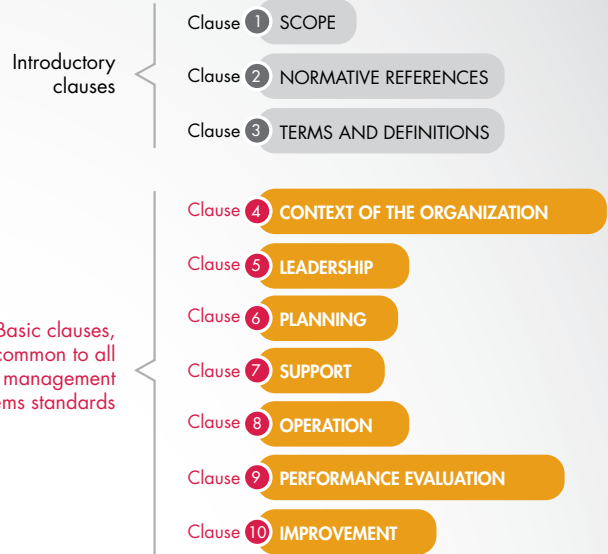 Introductory
clauses
Clause 1 SCOPE
Clause 2 NORMATIVE REFERENCES
Clause 3 TERMS AND DEFINITIONS
Basic clauses,
common to all
management
ems standards
Clause 4 CONTEXT OF THE ORGANIZATION
Clause 5 LEADERSHIP
Clause 6 PLANNING
Clause 7 SUPPORT
Clause 8 OPERATION
Clause 9 PERFORMANCE EVALUATION
Clause 10 IMPROVEMENT